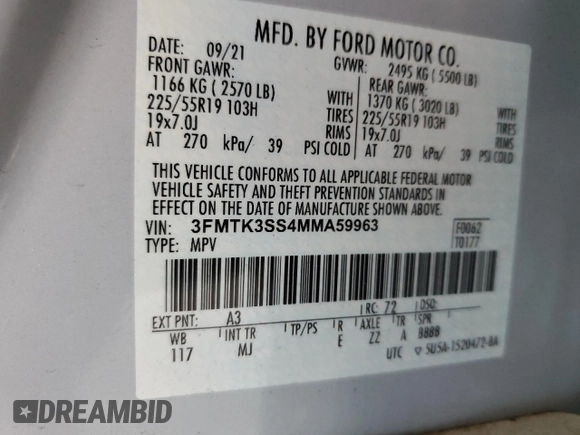 MFD. BY FORD MOTOR CO.
DATE: 09/21 GVWR: 2495 KG ( 5500 LB)
FRONT GAWR: REAR GAWR:
1166 KG ( 2570 LB) WITH 1370 KG ( 3020 LB) WITH
225/55R19 103H TIRES 225/55R19 103H TIRES
19x7.0J RIMS 19x7.0J RIMS
AT 270 kPa/ 39 PSI COLD AT 270 kPa/ 39 PSI COLD
THIS VEHICLE CONFORMS TO ALL APPLICABLE FEDERAL MOTOR
VEHICLE SAFETY AND THEFT PREVENTION STANDARDS IN
EFFECT ON THE DATE OF MANUFACTURE SHOWN ABOVE.
VIN: 3FMTK3SS4MMA59963 F0062
TYPE: MPV T0177
EXT PNT: A3 RC: 72 DSO:
WB INT TR TP/PS R AXLE TR SPR
117 MJ E ZZ A 8888
UTC SU5A-1520472-BA
DREAMBID